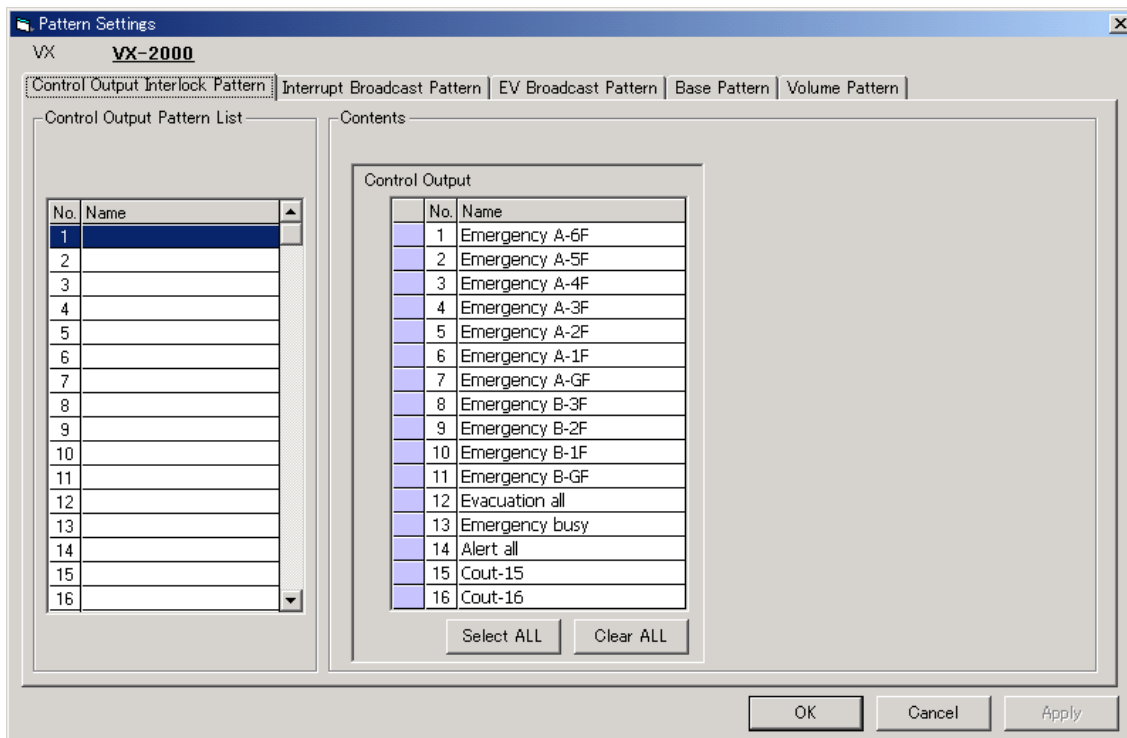 Pattern Settings
VX VX-2000
Control Output Interlock Pattern Interrupt Broadcast Pattern EV Broadcast Pattern Base Pattern Volume Pattern
Control Output Pattern List
No. Name
1
2
3
4
5
6
7
8
9
10
11
12
13
14
15
16
Contents
Control Output
No. Name
1 Emergency A-6F
2 Emergency A-5F
3 Emergency A-4F
4 Emergency A-3F
5 Emergency A-2F
6 Emergency A-1F
7 Emergency A-GF
8 Emergency B-3F
9 Emergency B-2F
10 Emergency B-1F
11 Emergency B-GF
12 Evacuation all
13 Emergency busy
14 Alert all
15 Cout-15
16 Cout-16
Select ALL Clear ALL
OK Cancel Apply